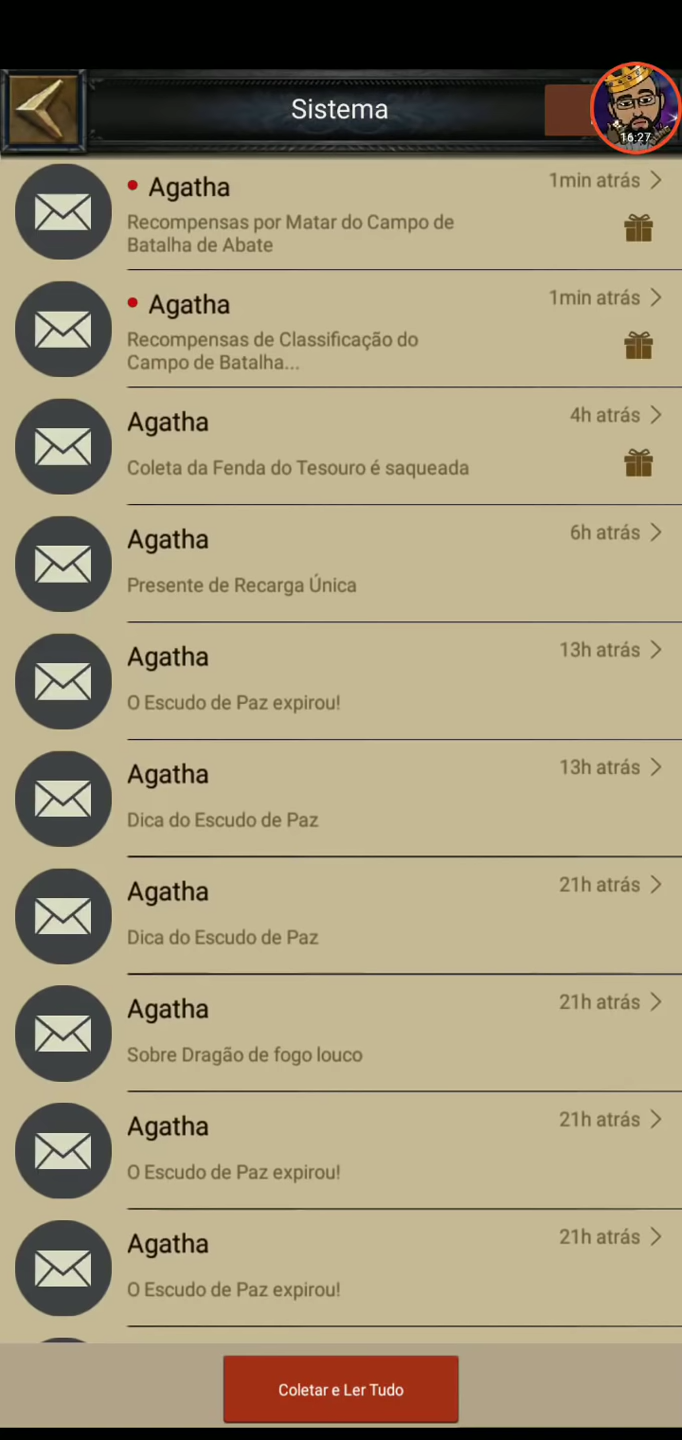 Sistema
16:27
Agatha
1min atrás
Recompensas por Matar do Campo de
Batalha de Abate
Agatha
1min atrás
Recompensas de Classificação do
Campo de Batalha...
Agatha
4h atrás
Coleta da Fenda do Tesouro é saqueada
Agatha
6h atrás
Presente de Recarga Única
Agatha
13h atrás
O Escudo de Paz expirou!
Agatha
13h atrás
Dica do Escudo de Paz
Agatha
21h atrás
Dica do Escudo de Paz
Agatha
21h atrás
Sobre Dragão de fogo louco
Agatha
21h atrás
O Escudo de Paz expirou!
Agatha
21h atrás
O Escudo de Paz expirou!
Coletar e Ler Tudo